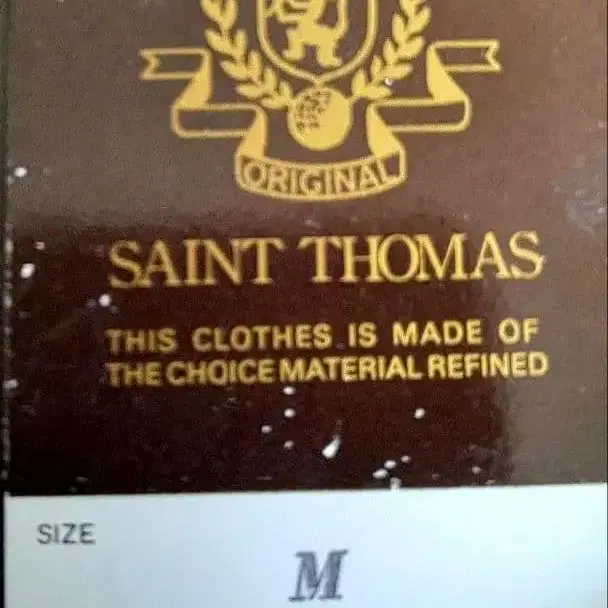 ORIGINAL
SAINT THOMAS
THIS CLOTHES IS MADE OF
THE CHOICE MATERIAL REFINED
SIZE
M